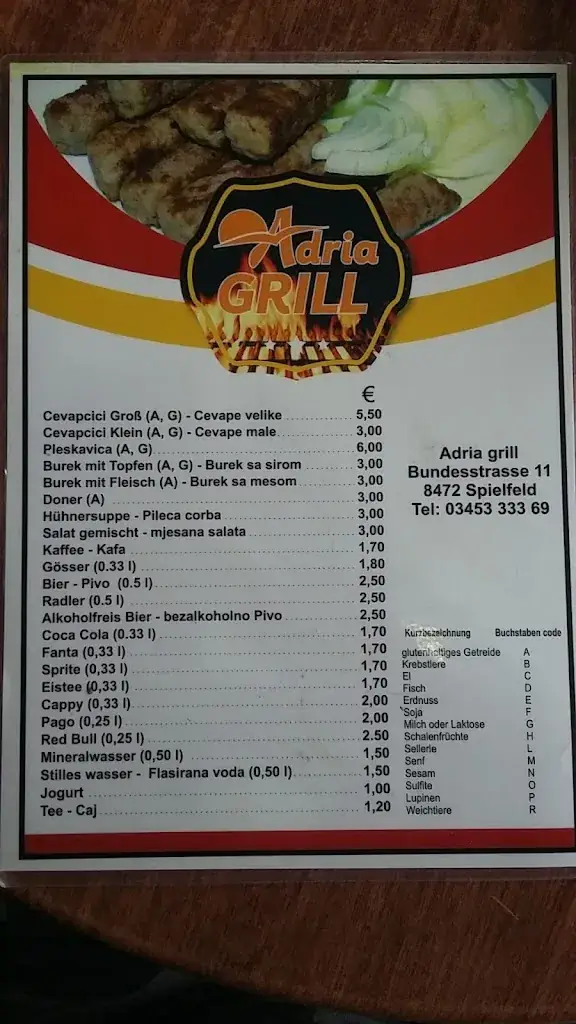 Adria
GRILL
€
Cevapcici Groß (A, G) - Cevape velike 5,50
Cevapcici Klein (A, G) - Cevape male 3,00
Pleskavica (A, G) 6,00
Burek mit Topfen (A, G) - Burek sa sirom 3,00
Burek mit Fleisch (A) - Burek sa mesom 3,00
Doner (A) 3,00
Hühnersuppe - Pileca corba 3,00
Salat gemischt - mjesana salata 3,00
Kaffee - Kafa 1,70
Gösser (0.33 l) 1,80
Bier - Pivo (0.5 l) 2,50
Radler (0.5 l) 2,50
Alkoholfreis Bier - bezalkoholno Pivo 2,50
Coca Cola (0.33 l) 1,70
Fanta (0,33 l) 1,70
Sprite (0,33 l) 1,70
Eistee (0,33 l) 1,70
Cappy (0,33 l) 2,00
Pago (0,25 l) 2,00
Red Bull (0,25 l) 2.50
Mineralwasser (0,50 l) 1,50
Stilles wasser - Flasirana voda (0,50 l) 1,50
Jogurt 1,00
Tee - Caj 1,20
Adria grill
Bundesstrasse 11
8472 Spielfeld
Tel: 03453 333 69
Kurzbezeichnung Buchstaben code
glutenhaltiges Getreide A
Krebstiere B
EI C
Fisch D
Erdnuss E
Soja F
Milch oder Laktose G
Schalenfrüchte H
Sellerie L
Senf M
Sesam N
Sulfite O
Lupinen P
Weichtiere R